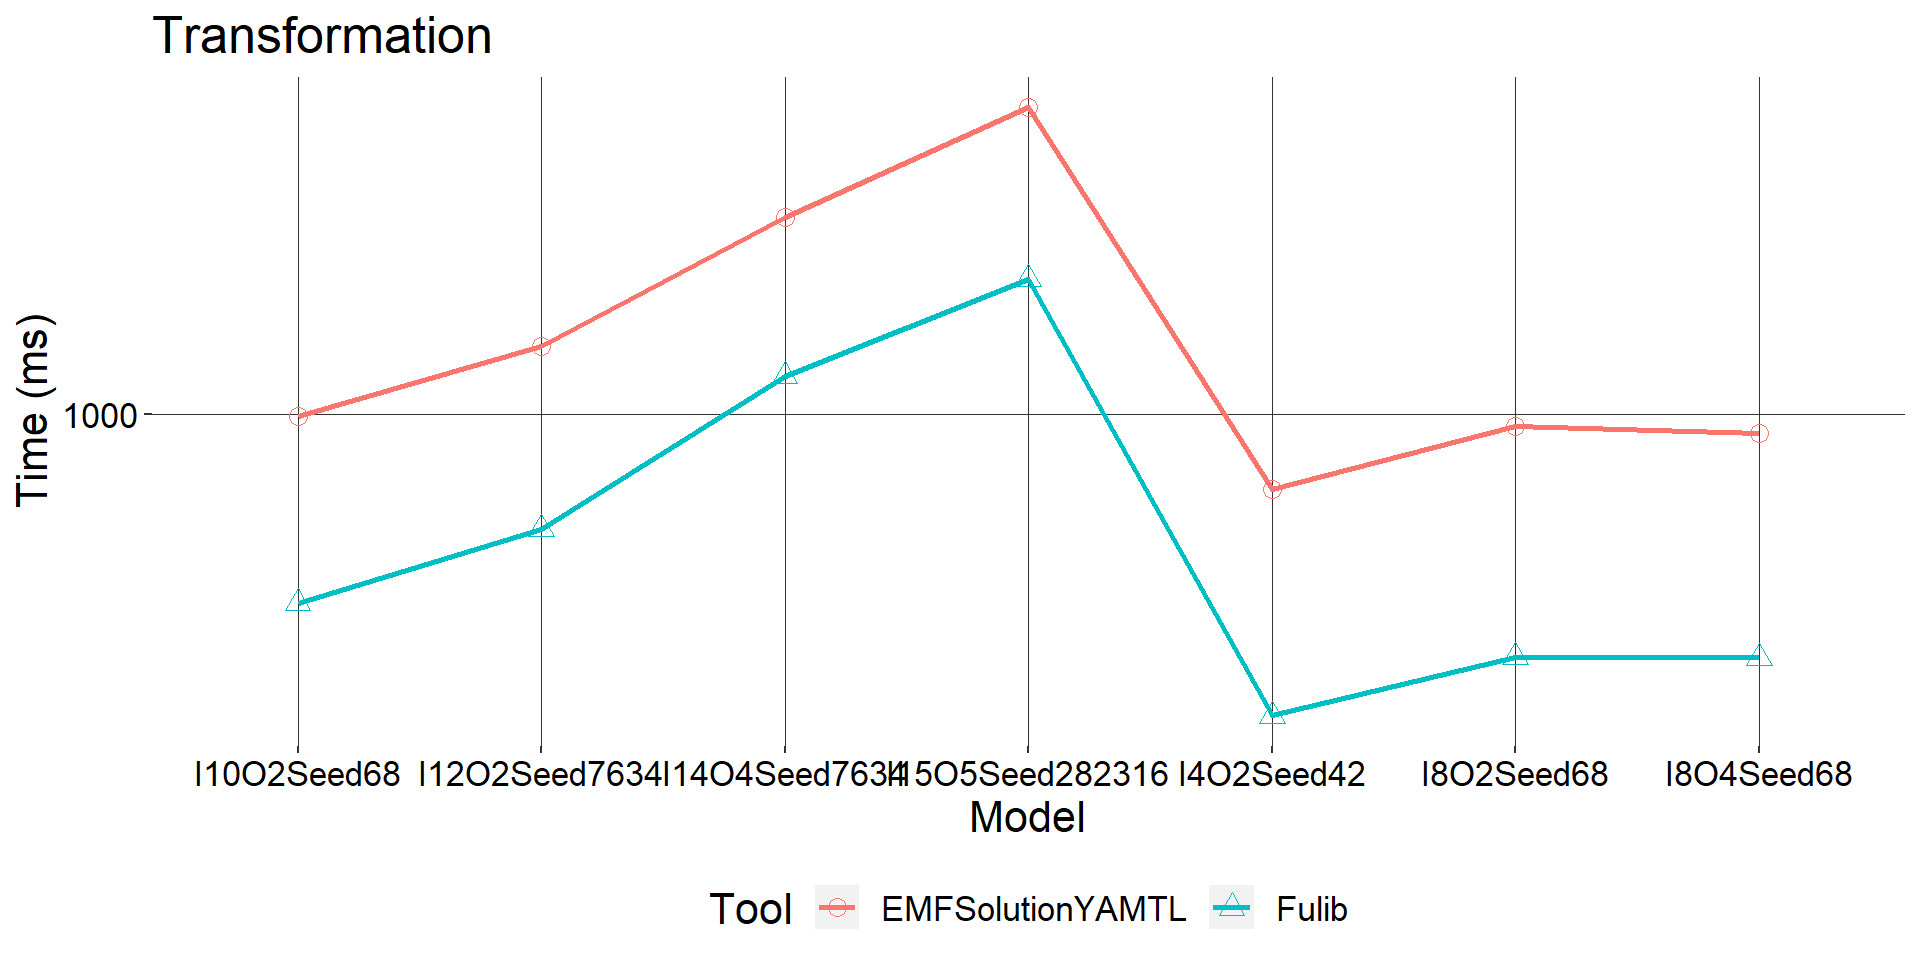 Transformation
Time (ms)
1000
I10O2Seed68 I12O2Seed7634 I14O4Seed7634 I15O5Seed282316 I4O2Seed42 I8O2Seed68 I8O4Seed68
Model
Tool EMFSolutionYAMTL Fulib